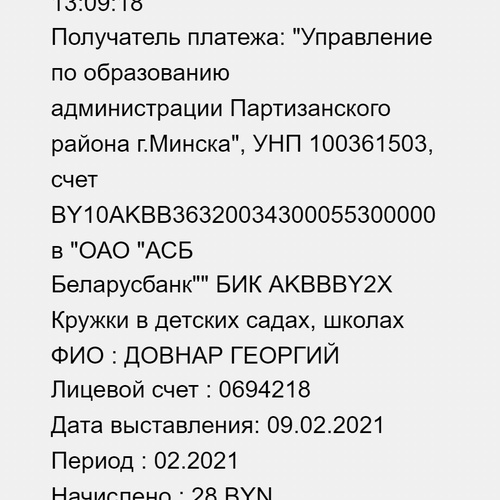 13:09:18
Получатель платежа: "Управление
по образованию
администрации Партизанского
района г.Минска", УНП 100361503,
счет
BY10AKBB36320034300055300000
в "ОАО "АСБ
Беларусбанк"" БИК AKBBBY2X
Кружки в детских садах, школах
ФИО : ДОВНАР ГЕОРГИЙ
Лицевой счет : 0694218
Дата выставления: 09.02.2021
Период : 02.2021
Начислено : 28 BYN